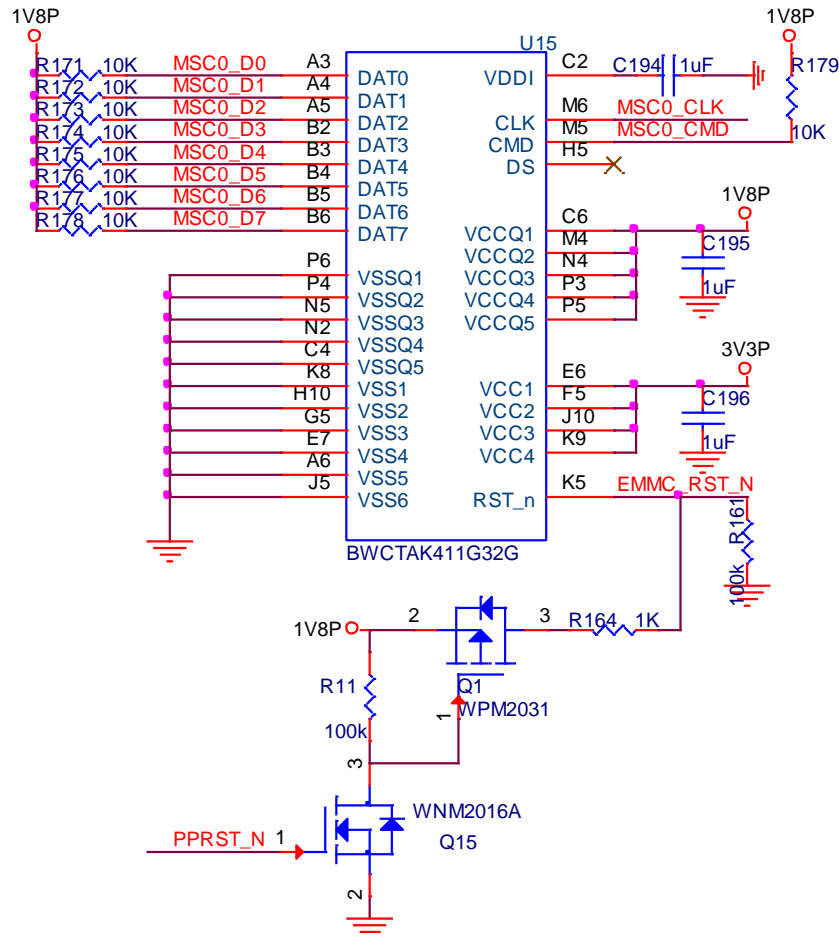 1V8P
1V8P
U15
R171 10K MSC0_D0 A3 DAT0
R172 10K MSC0_D1 A4 DAT1
R173 10K MSC0_D2 A5 DAT2
R174 10K MSC0_D3 B2 DAT3
R175 10K MSC0_D4 B3 DAT4
R176 10K MSC0_D5 B4 DAT5
R177 10K MSC0_D6 B5 DAT6
R178 10K MSC0_D7 B6 DAT7
VDDI C2 C194 1uF
R179
10K
CLK M6 MSC0_CLK
CMD M5 MSC0_CMD
DS H5
1V8P
VCCQ1 C6
VCCQ2 M4
VCCQ3 N4
VCCQ4 P3
VCCQ5 P5
C195
1uF
P6 VSSQ1
P4 VSSQ2
N5 VSSQ3
N2 VSSQ4
C4 VSSQ5
K8 VSS1
H10 VSS2
G5 VSS3
E7 VSS4
A6 VSS5
J5 VSS6
3V3P
VCC1 E6
VCC2 F5
VCC3 J10
VCC4 K9
C196
1uF
RST_n K5 EMMC_RST_N
R161
100k
BWCTAK411G32G
1V8P 2 3 R164 1K
R11
100k
Q1
WPM2031
1
3
WNM2016A
Q15
PPRST_N 1
2